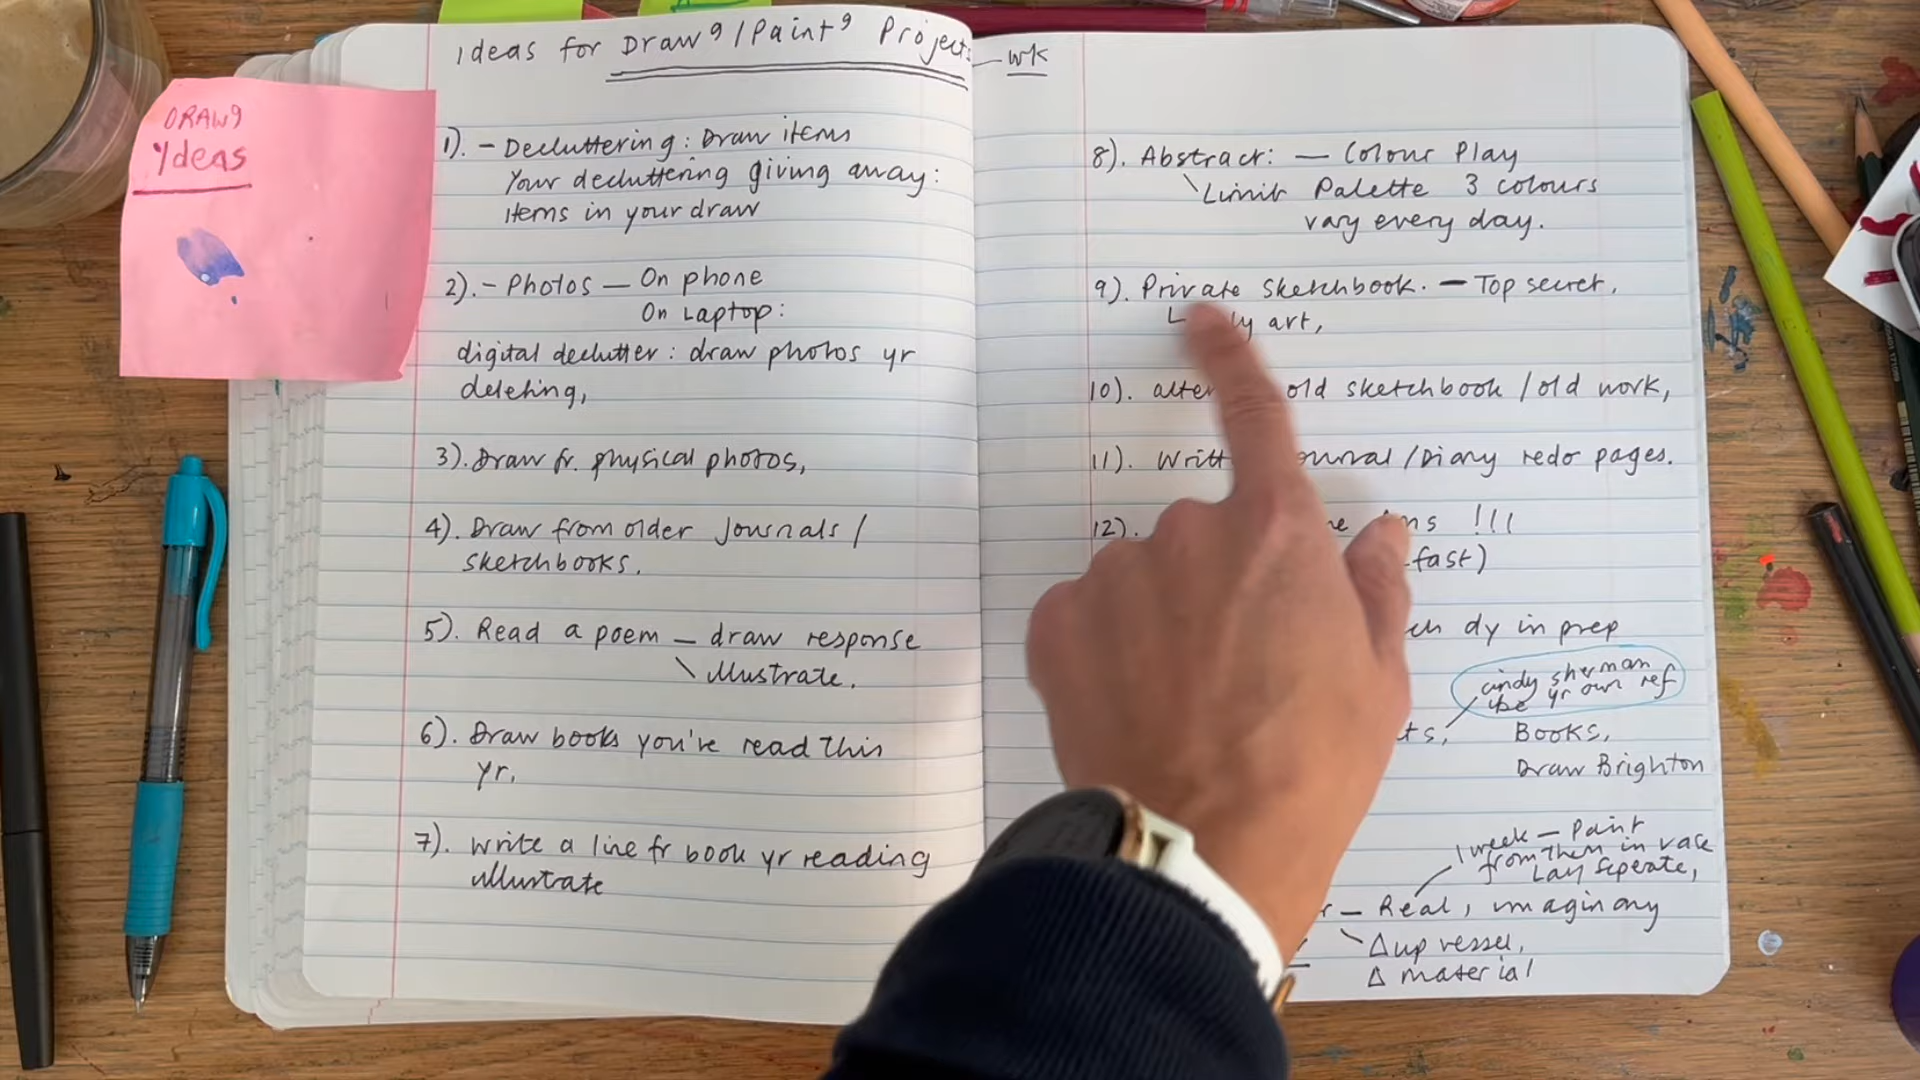 DRAWg
Ideas
Ideas for Drawg/Paintg Projects — wk
1). - Decluttering: Draw items
Your decluttering giving away:
items in your draw
2). - Photos — On phone
On Laptop:
digital declutter: draw photos yr
deleting,
3). Draw fr. physical photos,
4). Draw from older Journals /
sketchbooks.
5). Read a poem — draw response
illustrate.
6). Draw books you've read this
yr,
7). Write a line fr book yr reading
illustrate
8). Abstract: — Colour Play
Limit Palette 3 colours
vary every day.
9). Private sketchbook. — Top secret.
art,
10). old sketchbook / old work,
11). /Diary redo pages.
12). !!!
fast)
dy in prep
cindy sherman
be yr own ref
Books,
Draw Brighton
1 week — Paint
from them in vase
Lay seperate,
— Real, imaginary
Δ up vessel,
Δ material